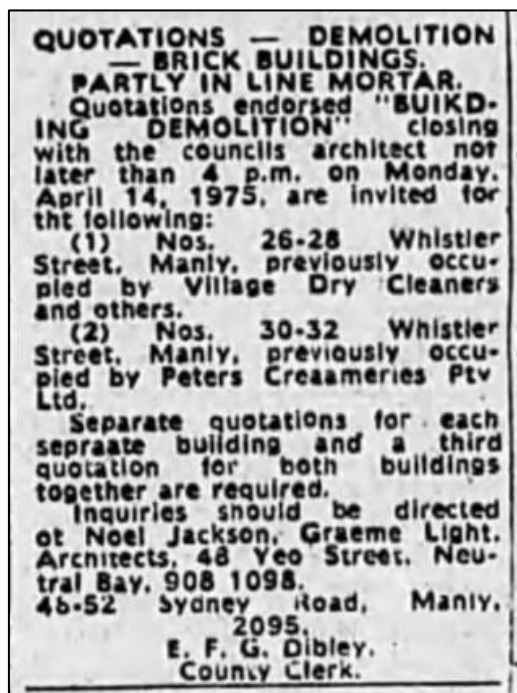 QUOTATIONS — DEMOLITION
— BRICK BUILDINGS.
PARTLY IN LINE MORTAR.
Quotations endorsed "BUIKD-
ING DEMOLITION" closing
with the councils architect not
later than 4 p.m. on Monday,
April 14, 1975, are invited for
tht following:
(1) Nos. 26-28 Whistler
Street, Manly, previously occu-
pied by Village Dry Cleaners
and others.
(2) Nos. 30-32 Whistler
Street, Manly, previously occu-
pied by Peters Creaameries Pty
Ltd.
Separate quotations for each
sepraate building and a third
quotation for both buildings
together are required.
Inquiries should be directed
ot Noel Jackson, Graeme Light,
Architects, 48 Yeo Street, Neu-
tral Bay, 908 1098.
46-52 Sydney Road, Manly,
2095.
E. F. G. Dibley,
County Clerk.